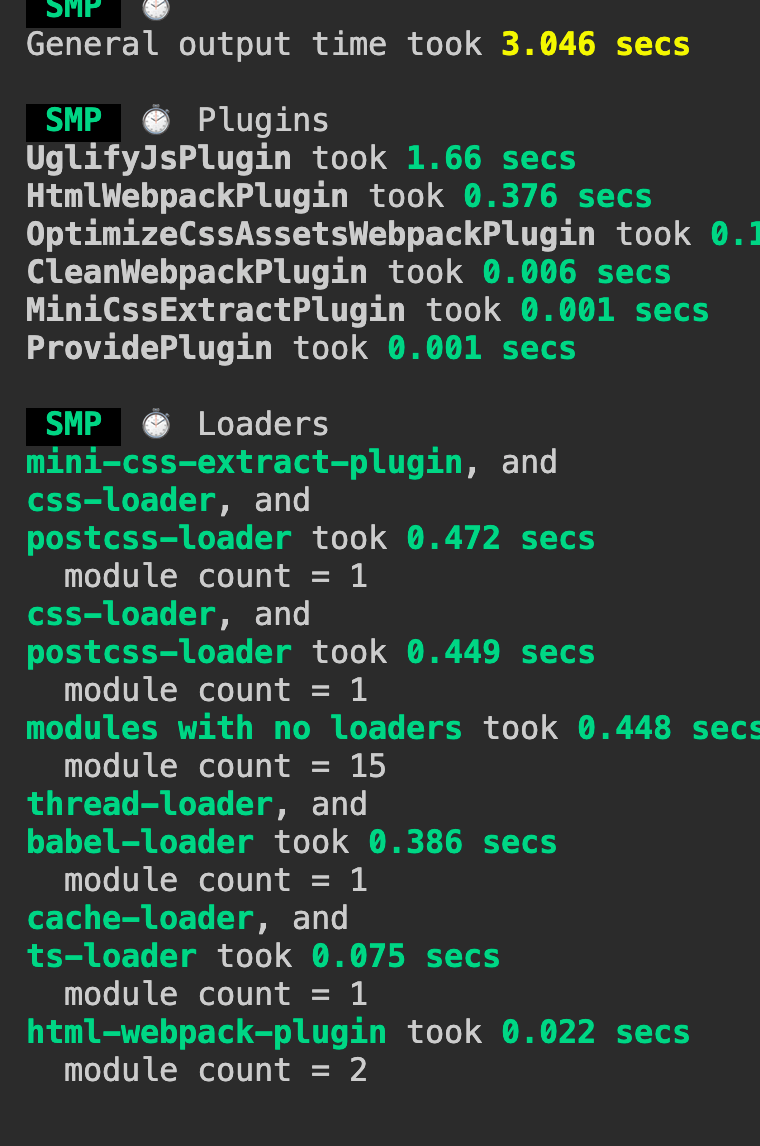 SMP ⏱
General output time took 3.046 secs
SMP ⏱ Plugins
UglifyJsPlugin took 1.66 secs
HtmlWebpackPlugin took 0.376 secs
OptimizeCssAssetsWebpackPlugin took 0.1
CleanWebpackPlugin took 0.006 secs
MiniCssExtractPlugin took 0.001 secs
ProvidePlugin took 0.001 secs
SMP ⏱ Loaders
mini-css-extract-plugin, and
css-loader, and
postcss-loader took 0.472 secs
module count = 1
css-loader, and
postcss-loader took 0.449 secs
module count = 1
modules with no loaders took 0.448 secs
module count = 15
thread-loader, and
babel-loader took 0.386 secs
module count = 1
cache-loader, and
ts-loader took 0.075 secs
module count = 1
html-webpack-plugin took 0.022 secs
module count = 2